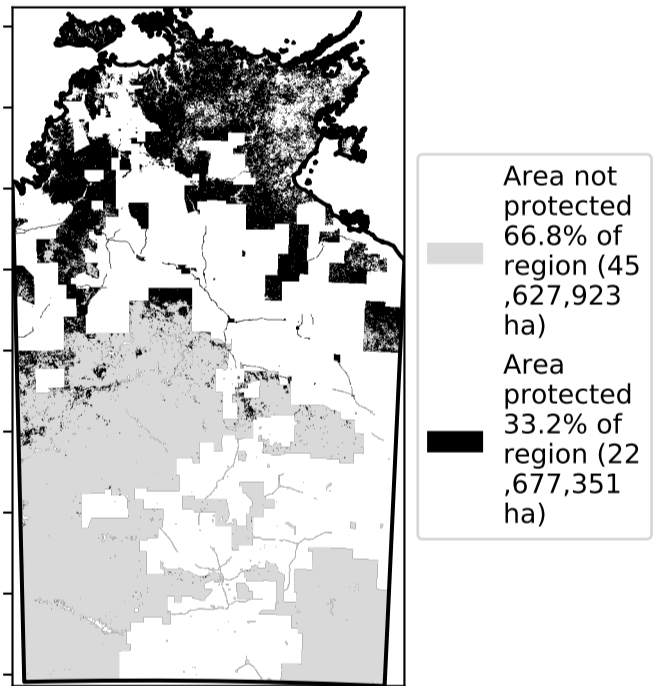 Area not
protected
66.8% of
region (45
,627,923
ha)
Area
protected
33.2% of
region (22
,677,351
ha)